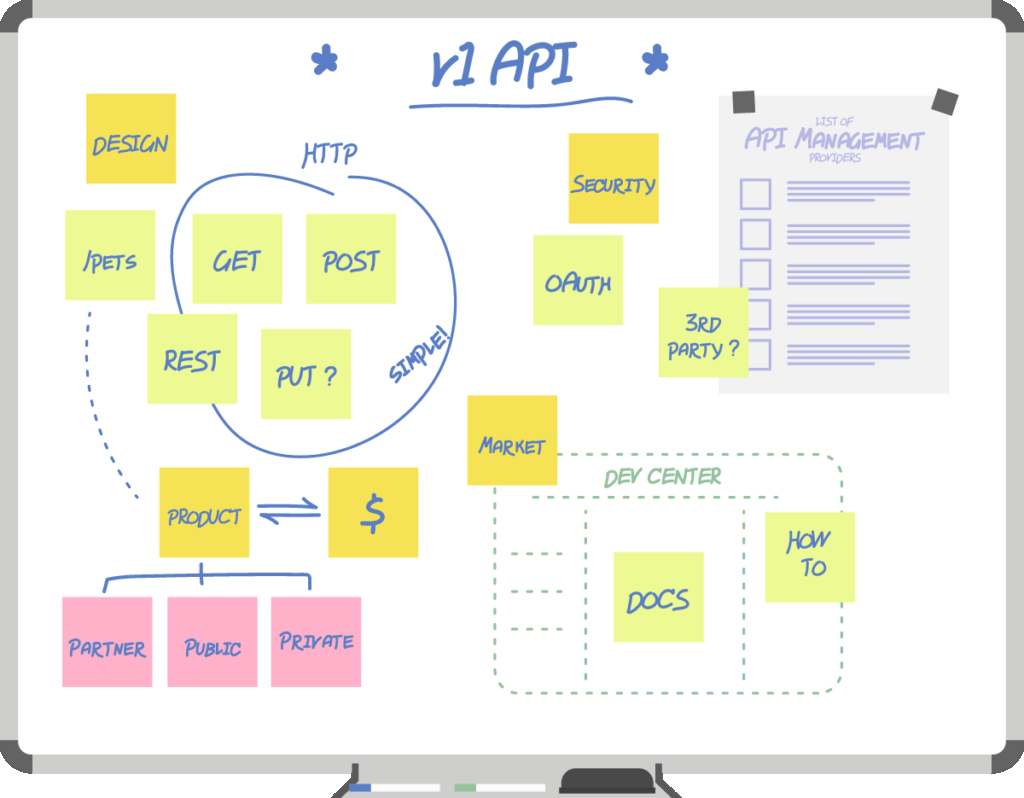 * v1 API *
DESIGN
HTTP
/PETS
GET
POST
REST
PUT ?
SIMPLE!
SECURITY
OAUTH
3RD
PARTY ?
LIST OF
API MANAGEMENT
PROVIDERS
PRODUCT
$
PARTNER
PUBLIC
PRIVATE
MARKET
DEV CENTER
DOCS
HOW
TO